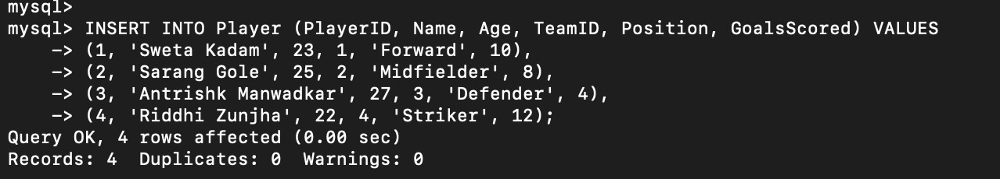 mysql>
mysql> INSERT INTO Player (PlayerID, Name, Age, TeamID, Position, GoalsScored) VALUES
    -> (1, 'Sweta Kadam', 23, 1, 'Forward', 10),
    -> (2, 'Sarang Gole', 25, 2, 'Midfielder', 8),
    -> (3, 'Antrishk Manwadkar', 27, 3, 'Defender', 4),
    -> (4, 'Riddhi Zunjha', 22, 4, 'Striker', 12);
Query OK, 4 rows affected (0.00 sec)
Records: 4  Duplicates: 0  Warnings: 0